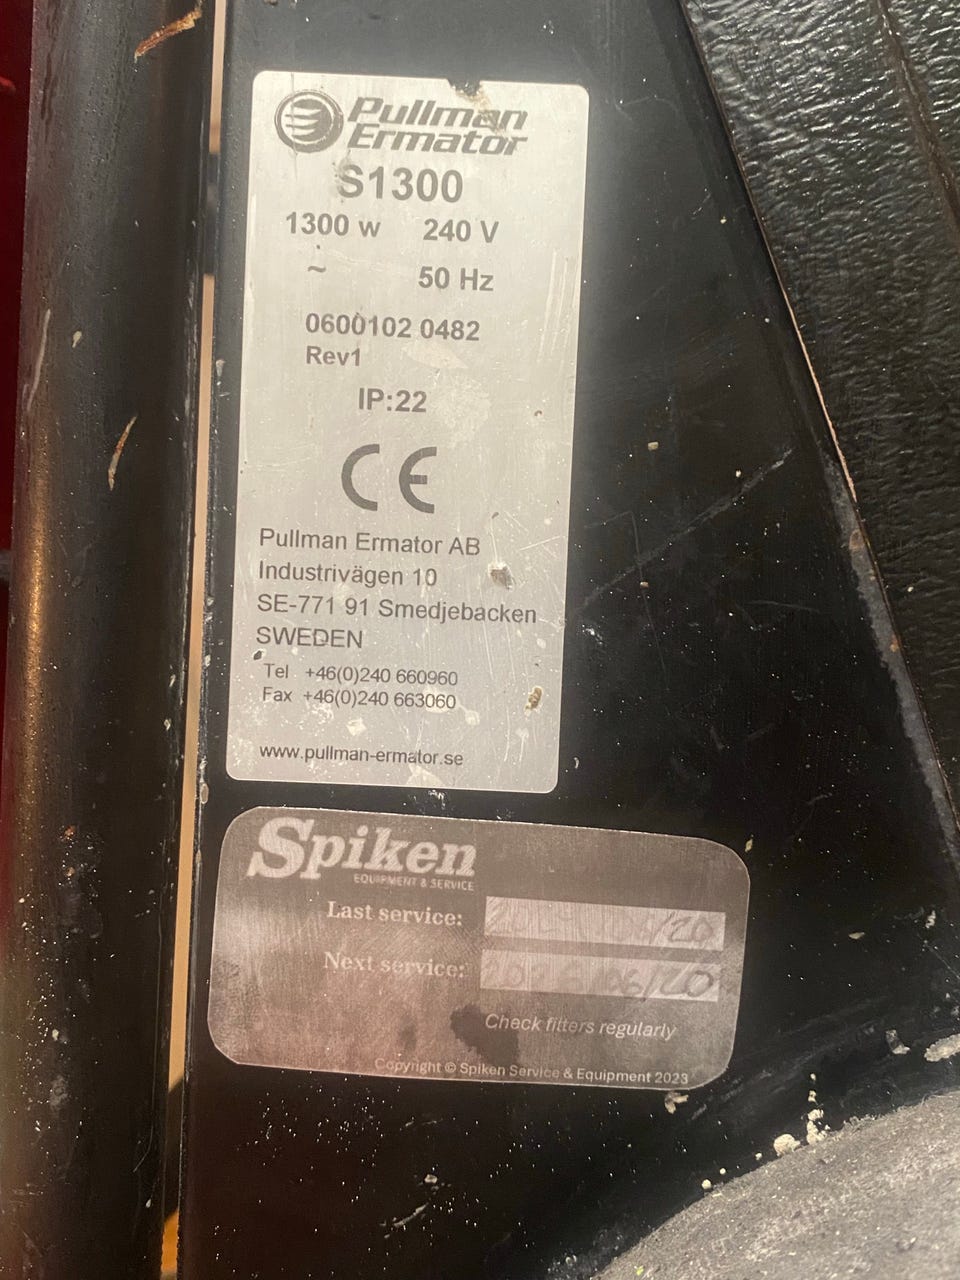 Pullman
Ermator
S1300
1300 w 240 V
~ 50 Hz
0600102 0482
Rev1
IP:22
CE
Pullman Ermator AB
Industrivägen 10
SE-771 91 Smedjebacken
SWEDEN
Tel +46(0)240 660960
Fax +46(0)240 663060
www.pullman-ermator.se
Spiken
EQUIPMENT & SERVICE
Last service:
Next service:
Check filters regularly
Copyright © Spiken Service & Equipment 2023